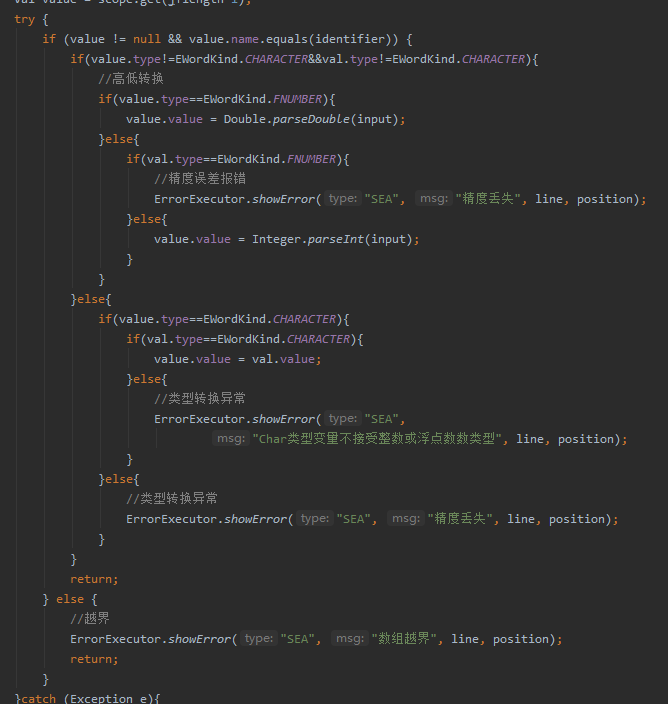 try {
if (value != null && value.name.equals(identifier)) {
if(value.type!=EWordKind.CHARACTER&&val.type!=EWordKind.CHARACTER){
//高低转换
if(value.type==EWordKind.FNUMBER){
value.value = Double.parseDouble(input);
}else{
if(val.type==EWordKind.FNUMBER){
//精度误差报错
ErrorExecutor.showError( type: "SEA", msg: "精度丢失", line, position);
}else{
value.value = Integer.parseInt(input);
}
}
}else{
if(value.type==EWordKind.CHARACTER){
if(val.type==EWordKind.CHARACTER){
value.value = val.value;
}else{
//类型转换异常
ErrorExecutor.showError( type: "SEA",
msg: "Char类型变量不接受整数或浮点数数类型", line, position);
}
}else{
//类型转换异常
ErrorExecutor.showError( type: "SEA", msg: "精度丢失", line, position);
}
}
return;
} else {
//越界
ErrorExecutor.showError( type: "SEA", msg: "数组越界", line, position);
return;
}
}catch (Exception e){